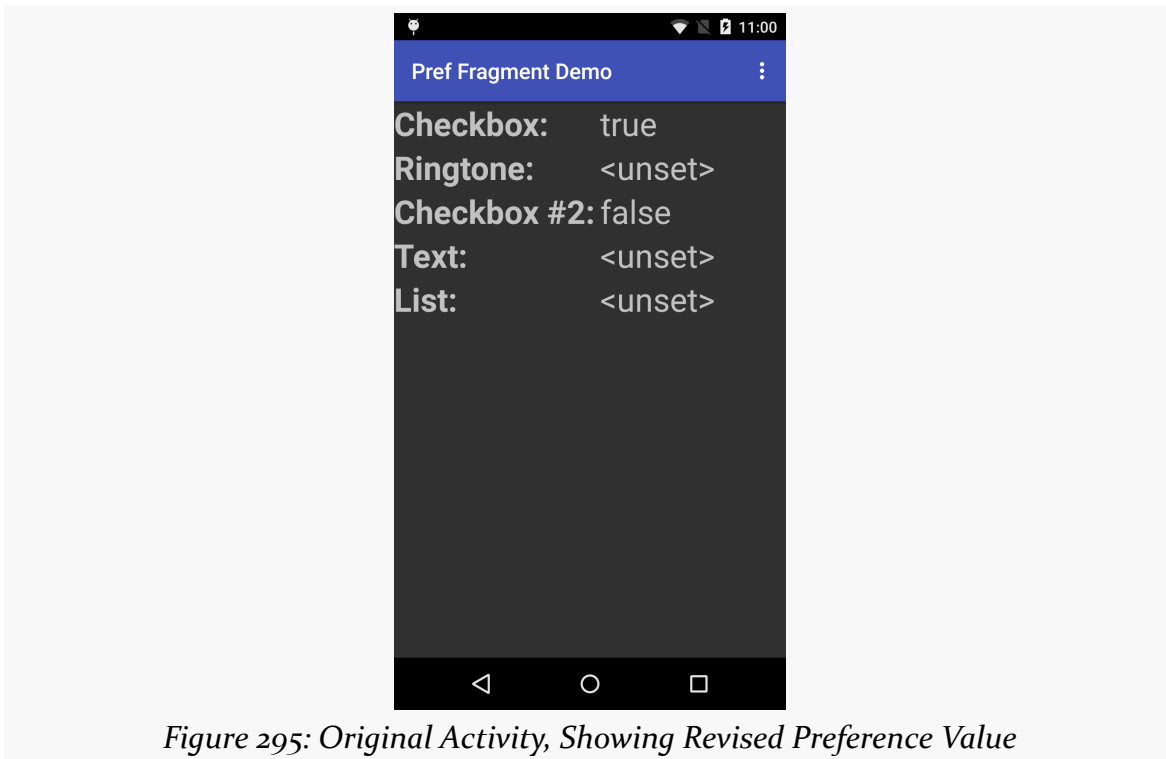 11:00
Pref Fragment Demo
Checkbox: true
Ringtone: <unset>
Checkbox #2: false
Text: <unset>
List: <unset>
Figure 295: Original Activity, Showing Revised Preference Value